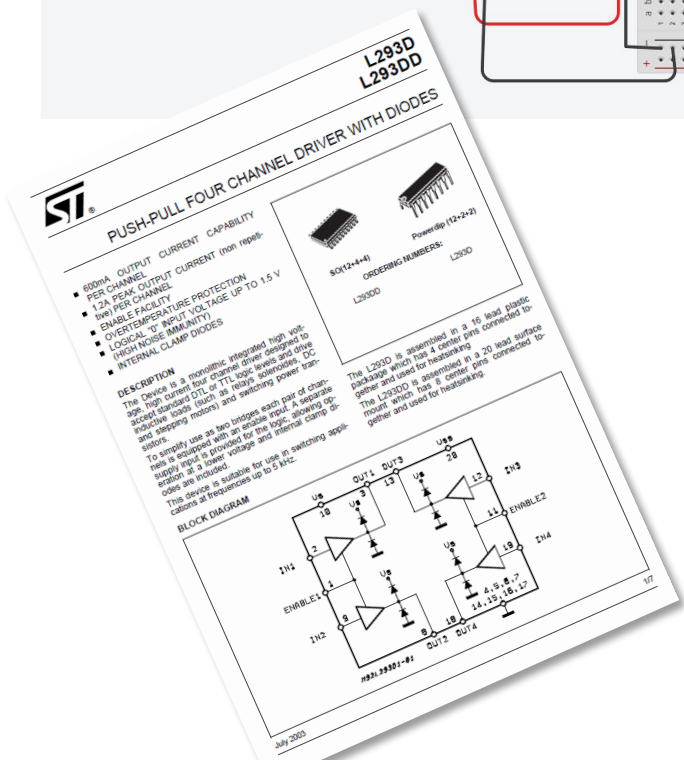 L293D
L293DD
ST ®
PUSH-PULL FOUR CHANNEL DRIVER WITH DIODES
■ 600mA OUTPUT CURRENT CAPABILITY
PER CHANNEL
■ 1.2A PEAK OUTPUT CURRENT (non repeti-
tive) PER CHANNEL
■ ENABLE FACILITY
■ OVERTEMPERATURE PROTECTION
■ LOGICAL "0" INPUT VOLTAGE UP TO 1.5 V
(HIGH NOISE IMMUNITY)
■ INTERNAL CLAMP DIODES
SO(12+4+4)
Powerdip (12+2+2)
ORDERING NUMBERS:
L293DD
L293D
DESCRIPTION
The Device is a monolithic integrated high volt-
age, high current four channel driver designed to
accept standard DTL or TTL logic levels and drive
inductive loads (such as relays solenoides, DC
and stepping motors) and switching power tran-
sistors.
To simplify use as two bridges each pair of chan-
nels is equipped with an enable input. A separate
supply input is provided for the logic, allowing op-
eration at a lower voltage and internal clamp di-
odes are included.
This device is suitable for use in switching appli-
cations at frequencies up to 5 kHz.
The L293D is assembled in a 16 lead plastic
packaage which has 4 center pins connected to-
gether and used for heatsinking
The L293DD is assembled in a 20 lead surface
mount which has 8 center pins connected to-
gether and used for heatsinking.
BLOCK DIAGRAM
Vs
10
OUT1
3
OUT3
13
Vss
20
Vs
Vs
12
IN3
11
ENABLE2
IN1
2
ENABLE1
1
IN2
9
Vs
Vs
19
IN4
4,5,6,7
14,15,16,17
8
OUT2
18
OUT4
M93L293D1-01
July 2003
1/7
a
b
1
2
+